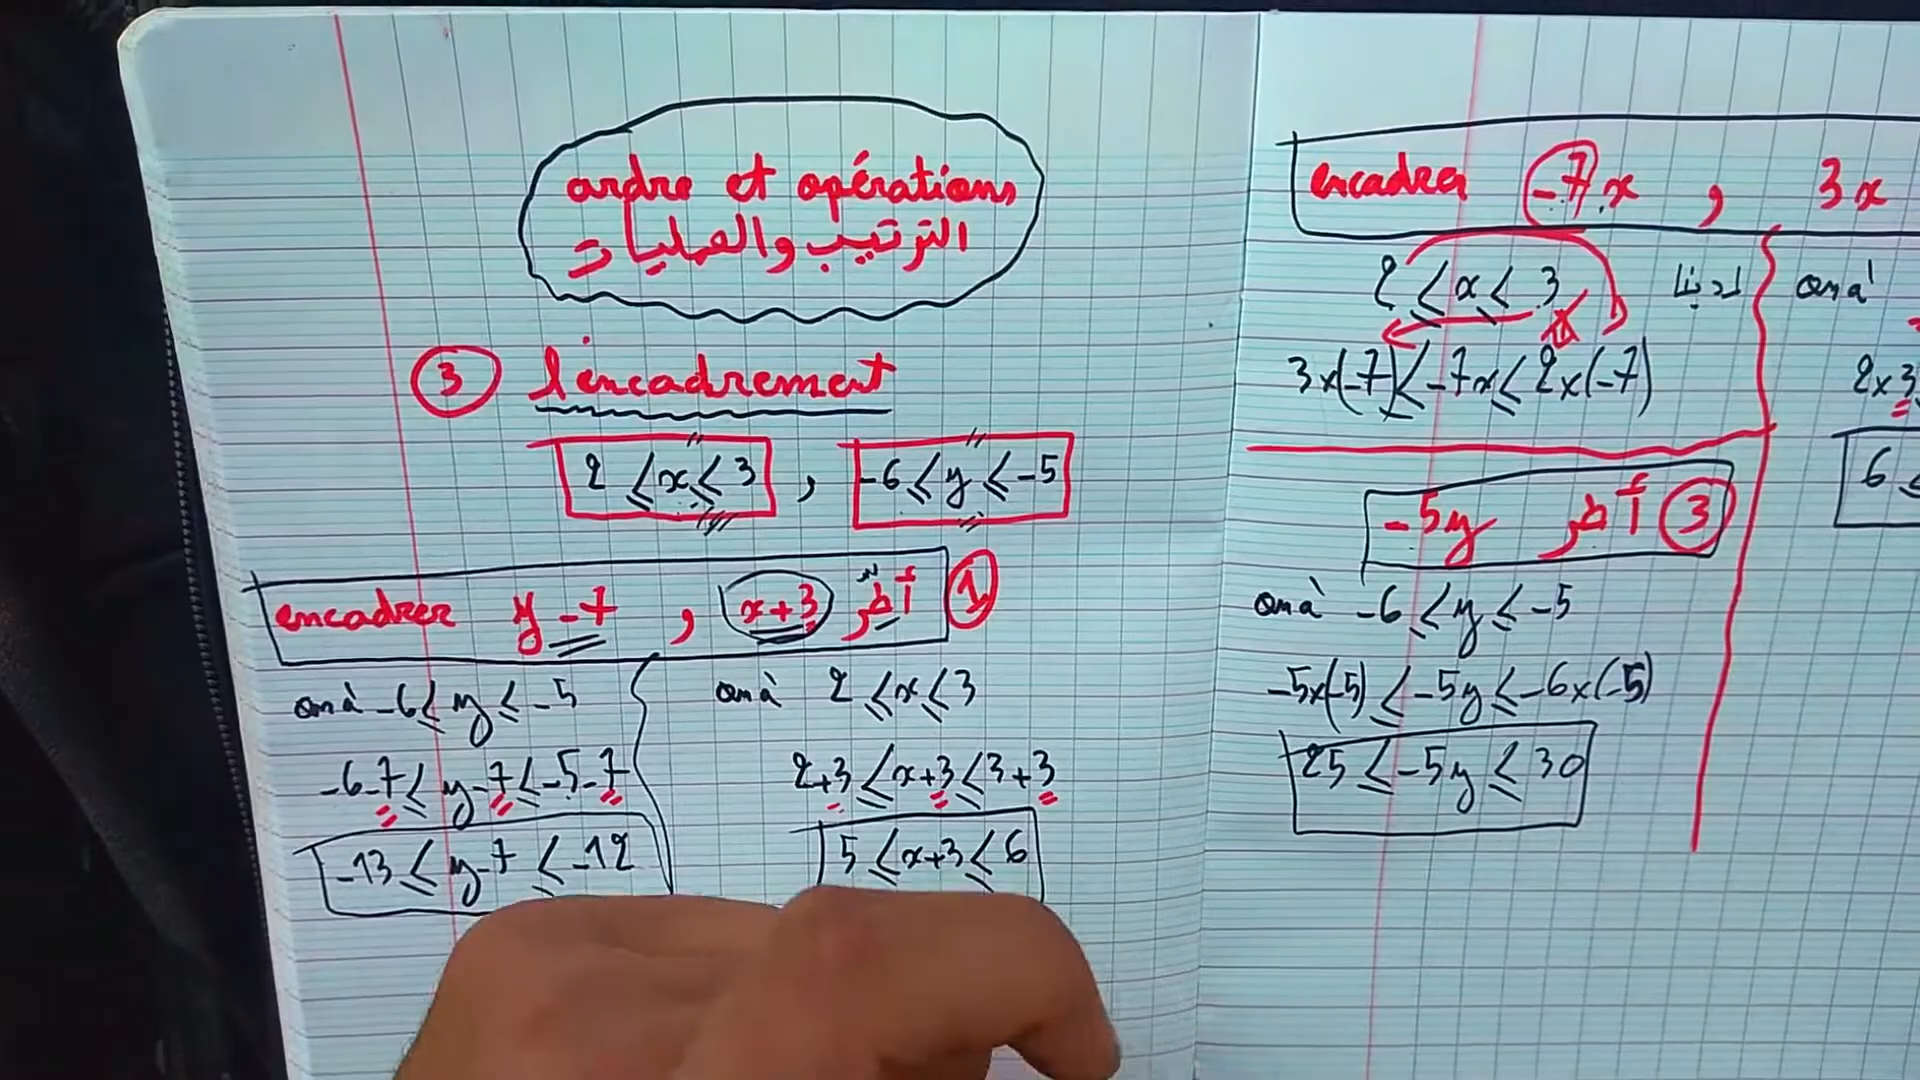 ordre et opérations
الترتيب والعمليات
3 l'encadrement
2 ≤ x ≤ 3 , -6 ≤ y ≤ -5
encadrer y-7 , x+3 أطر 1
on a -6 ≤ y ≤ -5
-6-7 ≤ y-7 ≤ -5-7
-13 ≤ y-7 ≤ -12
on a 2 ≤ x ≤ 3
2+3 ≤ x+3 ≤ 3+3
5 ≤ x+3 ≤ 6
encadrer -7x , 3x
2 ≤ x ≤ 3 لدينا
3x(-7) ≤ -7x ≤ 2x(-7)
on a
2x3
6 ≤
-5y أطر 3
on a -6 ≤ y ≤ -5
-5x(-5) ≤ -5y ≤ -6x(-5)
25 ≤ -5y ≤ 30